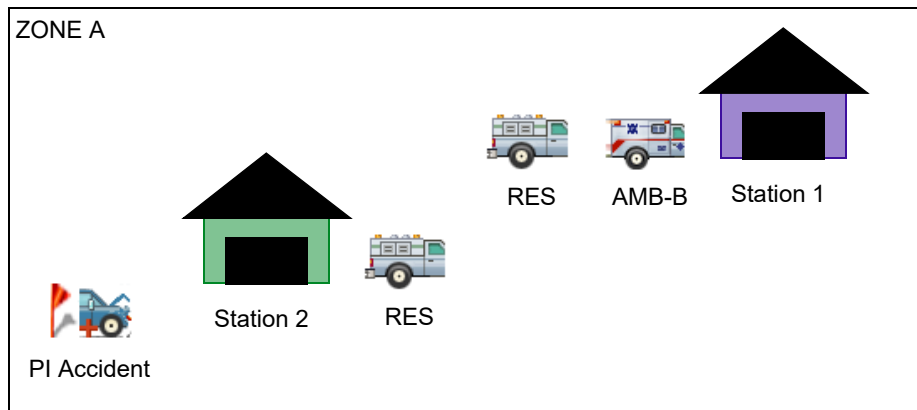 ZONE A
RES
AMB-B
Station 1
Station 2
RES
PI Accident